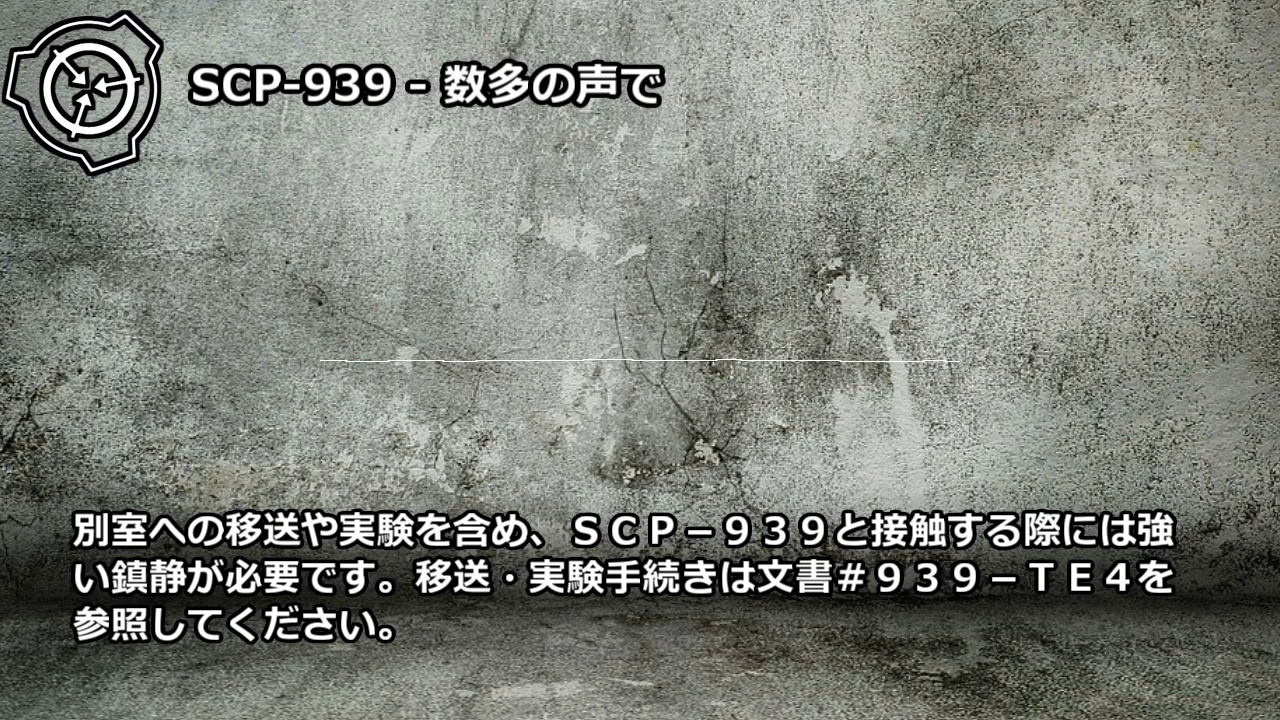 SCP-939 - 数多の声で
別室への移送や実験を含め、ＳＣＰ－９３９と接触する際には強
い鎮静が必要です。移送・実験手続きは文書＃９３９－ＴＥ４を
参照してください。